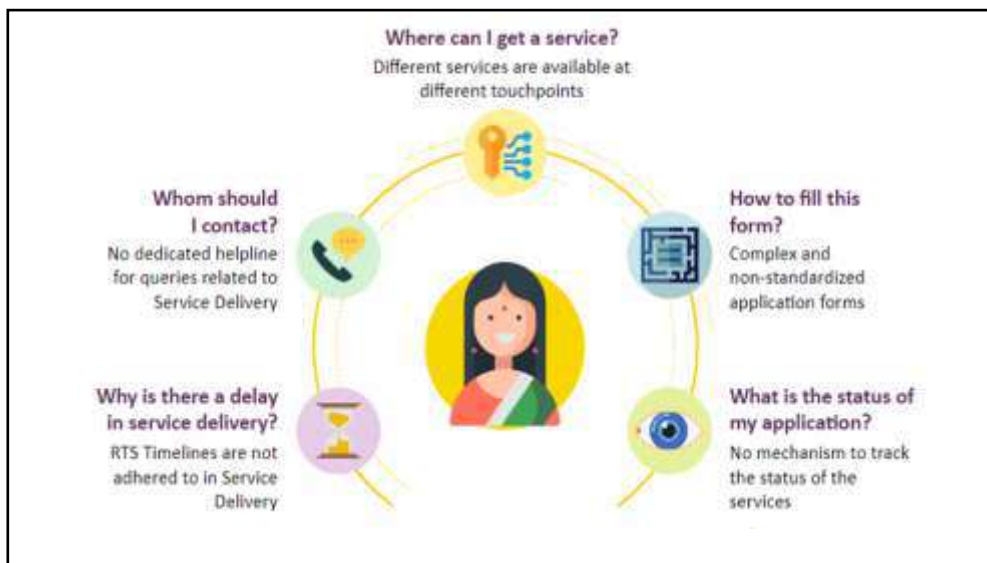 Where can I get a service?
Different services are available at
different touchpoints
Whom should
I contact?
No dedicated helpline
for queries related to
Service Delivery
How to fill this
form?
Complex and
non-standardized
application forms
Why is there a delay
in service delivery?
RTS Timelines are not
adhered to in Service
Delivery
What is the status of
my application?
No mechanism to track
the status of the
services